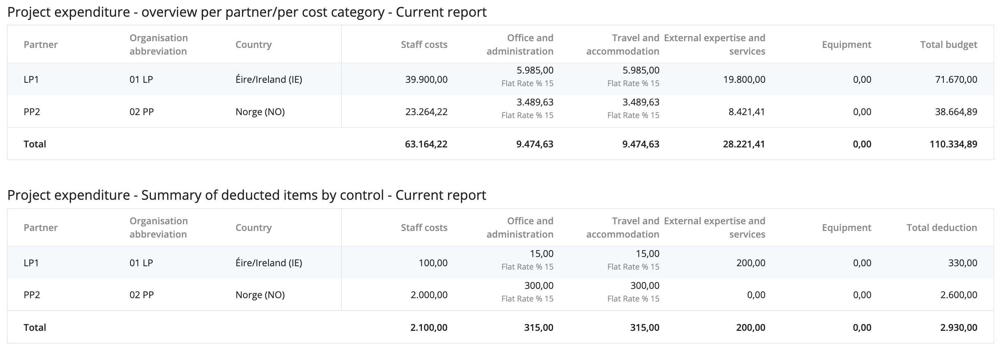 Project expenditure - overview per partner/per cost category - Current report
Partner Organisation abbreviation Country Staff costs Office and administration Travel and accommodation External expertise and services Equipment Total budget
LP1 01 LP Éire/Ireland (IE) 39.900,00 5.985,00 Flat Rate % 15 5.985,00 Flat Rate % 15 19.800,00 0,00 71.670,00
PP2 02 PP Norge (NO) 23.264,22 3.489,63 Flat Rate % 15 3.489,63 Flat Rate % 15 8.421,41 0,00 38.664,89
Total 63.164,22 9.474,63 9.474,63 28.221,41 0,00 110.334,89
Project expenditure - Summary of deducted items by control - Current report
Partner Organisation abbreviation Country Staff costs Office and administration Travel and accommodation External expertise and services Equipment Total deduction
LP1 01 LP Éire/Ireland (IE) 100,00 15,00 Flat Rate % 15 15,00 Flat Rate % 15 200,00 0,00 330,00
PP2 02 PP Norge (NO) 2.000,00 300,00 Flat Rate % 15 300,00 Flat Rate % 15 0,00 0,00 2.600,00
Total 2.100,00 315,00 315,00 200,00 0,00 2.930,00